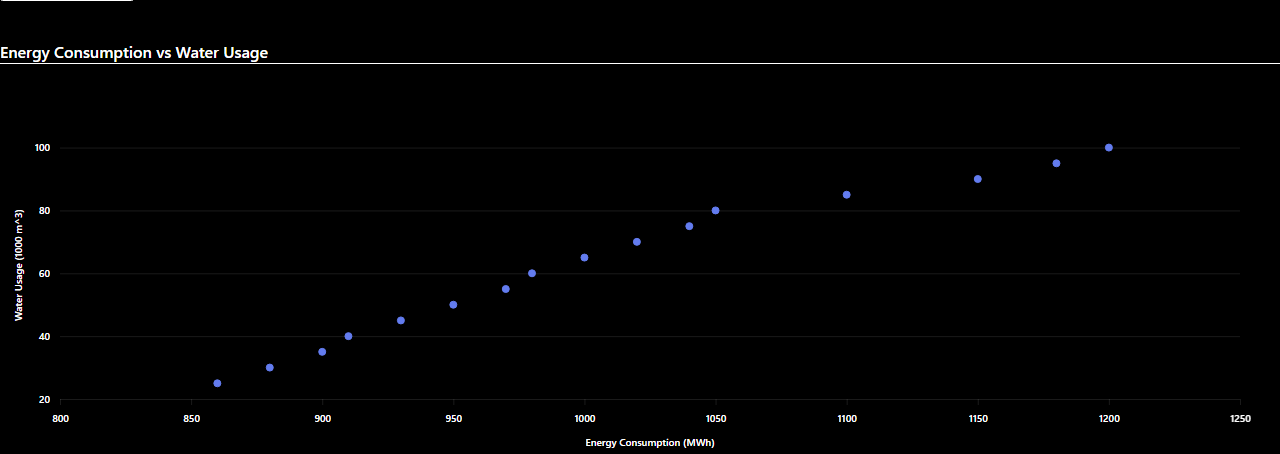 Energy Consumption vs Water Usage
100
80
60
40
20
Water Usage (1000 m^3)
800 850 900 950 1000 1050 1100 1150 1200 1250
Energy Consumption (MWh)